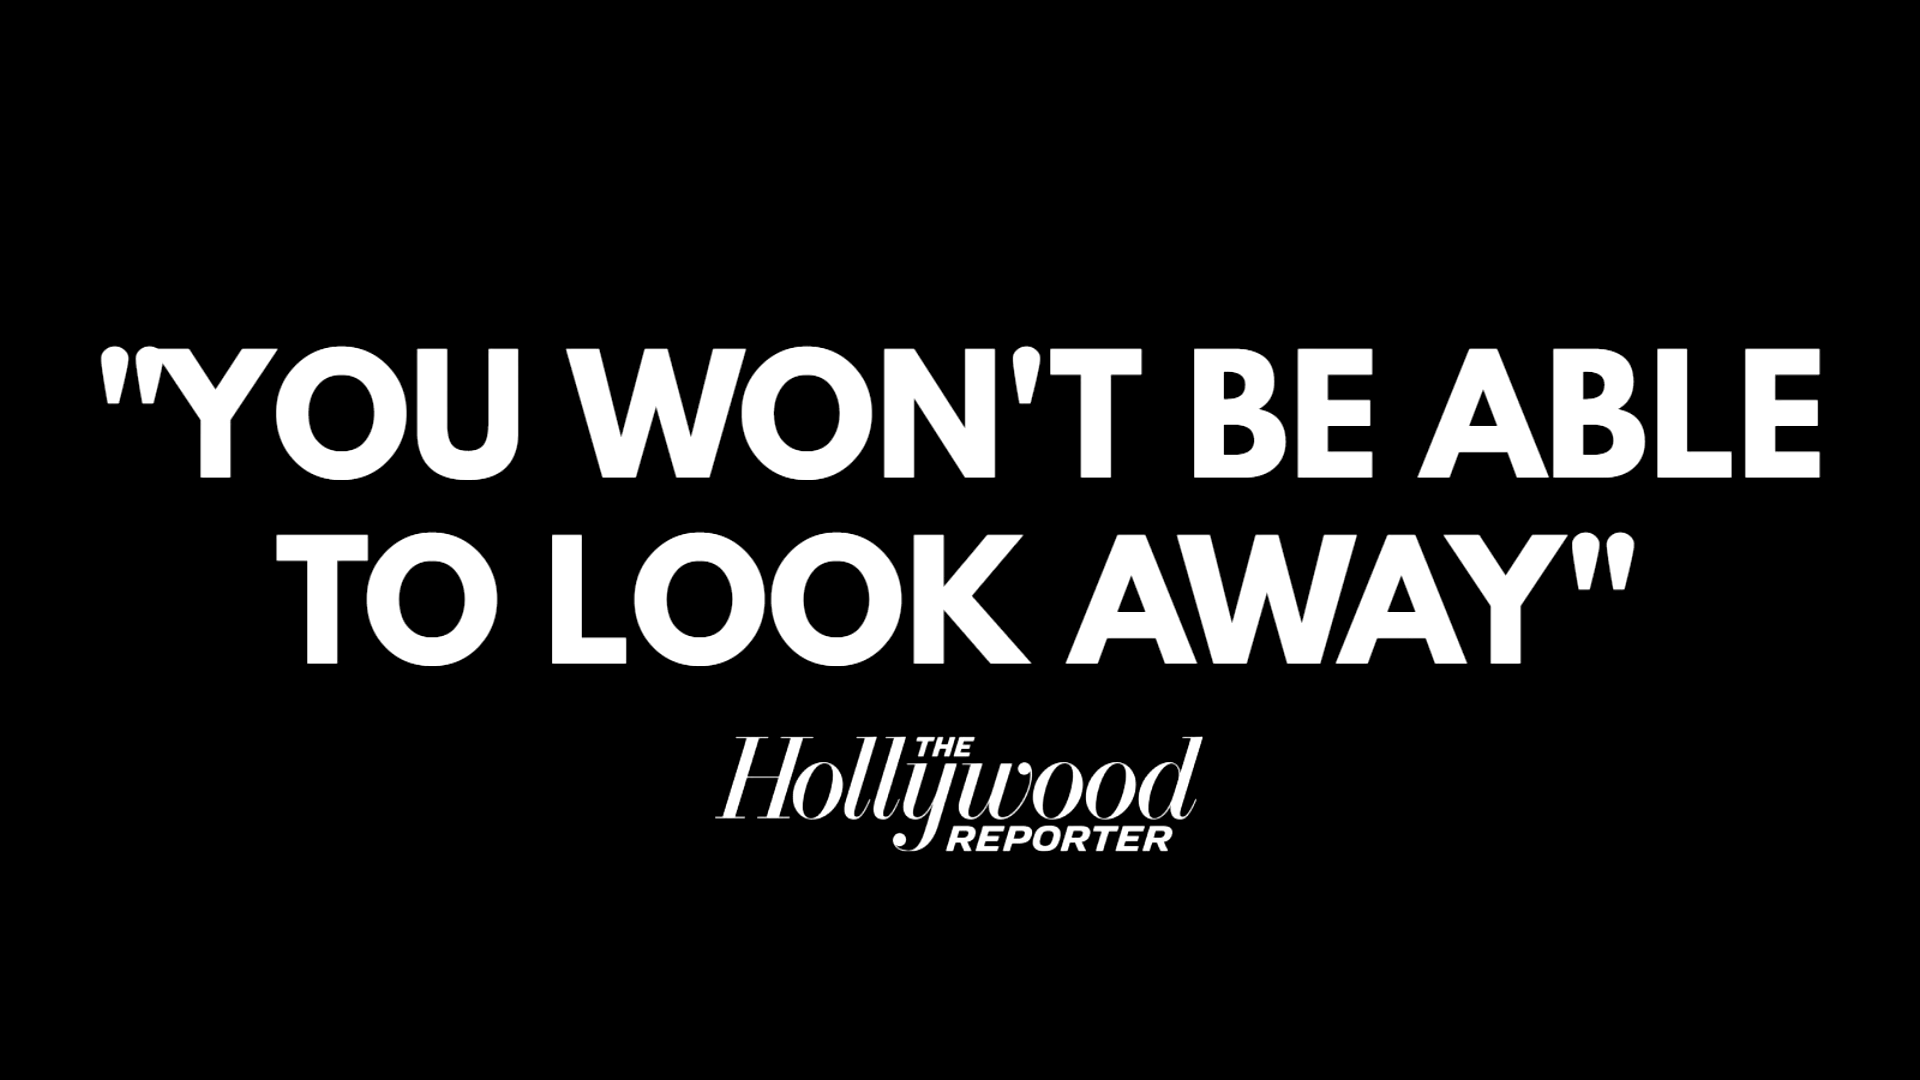 "YOU WON'T BE ABLE
TO LOOK AWAY"
THE
Hollywood
REPORTER